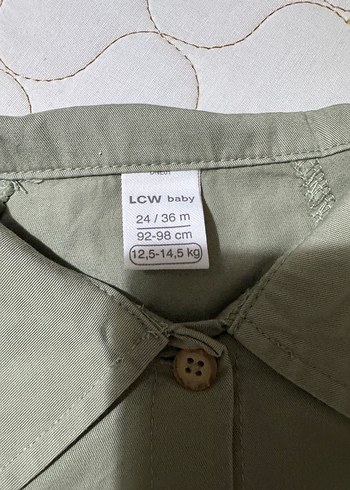 LCW baby
24 / 36 m
92-98 cm
12,5-14,5 kg